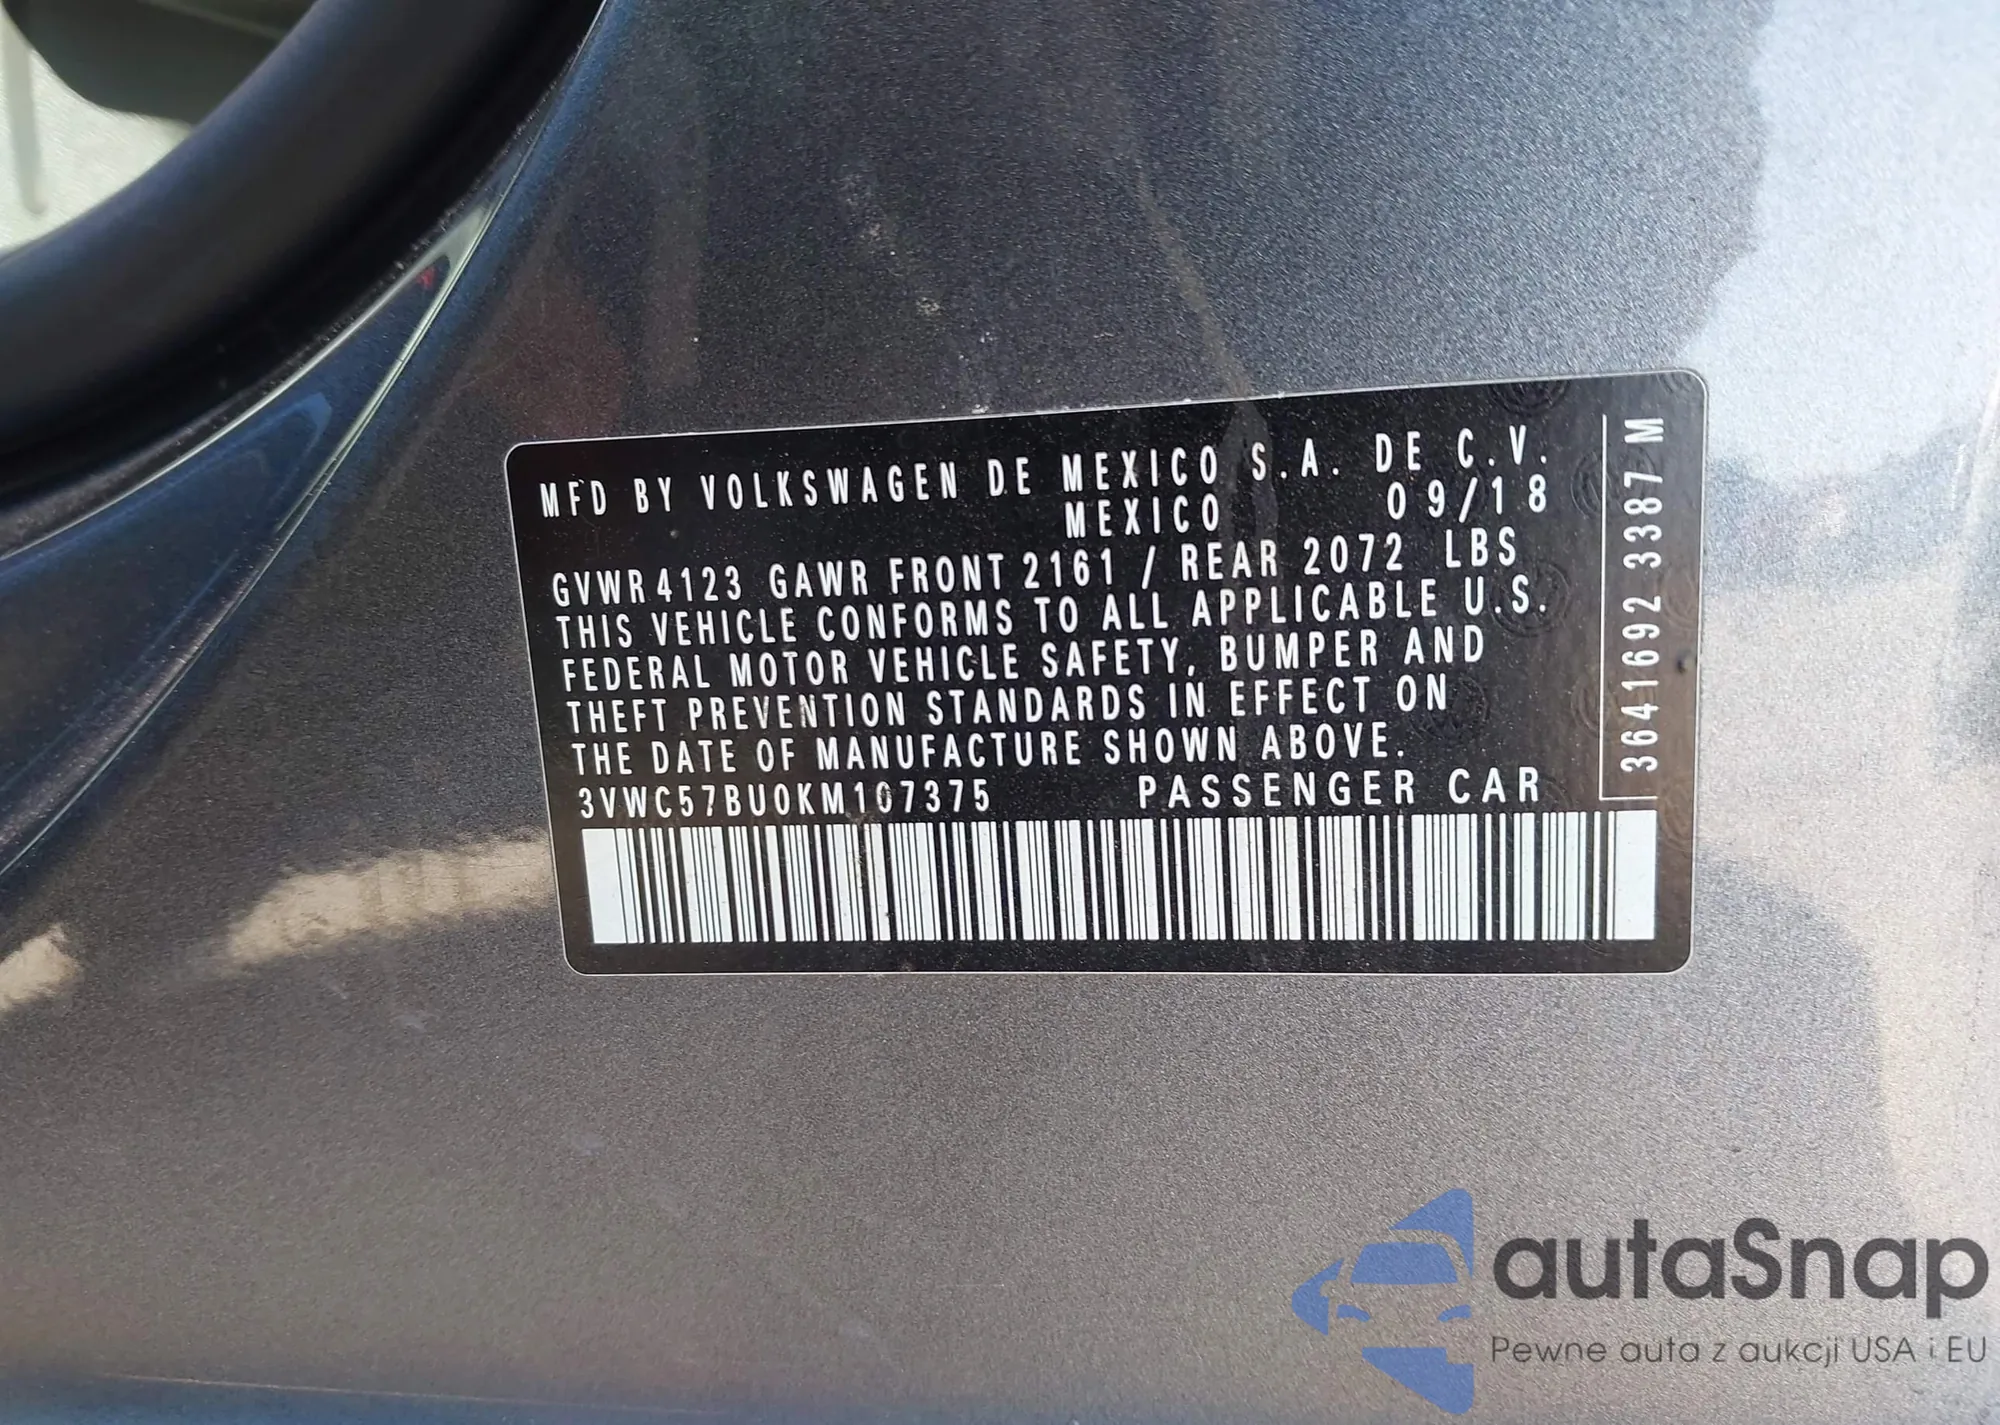 MFD BY VOLKSWAGEN DE MEXICO S.A. DE C.V.
MEXICO 09/18
GVWR 4123 GAWR FRONT 2161 / REAR 2072 LBS
THIS VEHICLE CONFORMS TO ALL APPLICABLE U.S.
FEDERAL MOTOR VEHICLE SAFETY, BUMPER AND
THEFT PREVENTION STANDARDS IN EFFECT ON
THE DATE OF MANUFACTURE SHOWN ABOVE.
3VWC57BU0KM107375 PASSENGER CAR
3641692 3387 M
autaSnap
Pewne auta z aukcji USA i EU